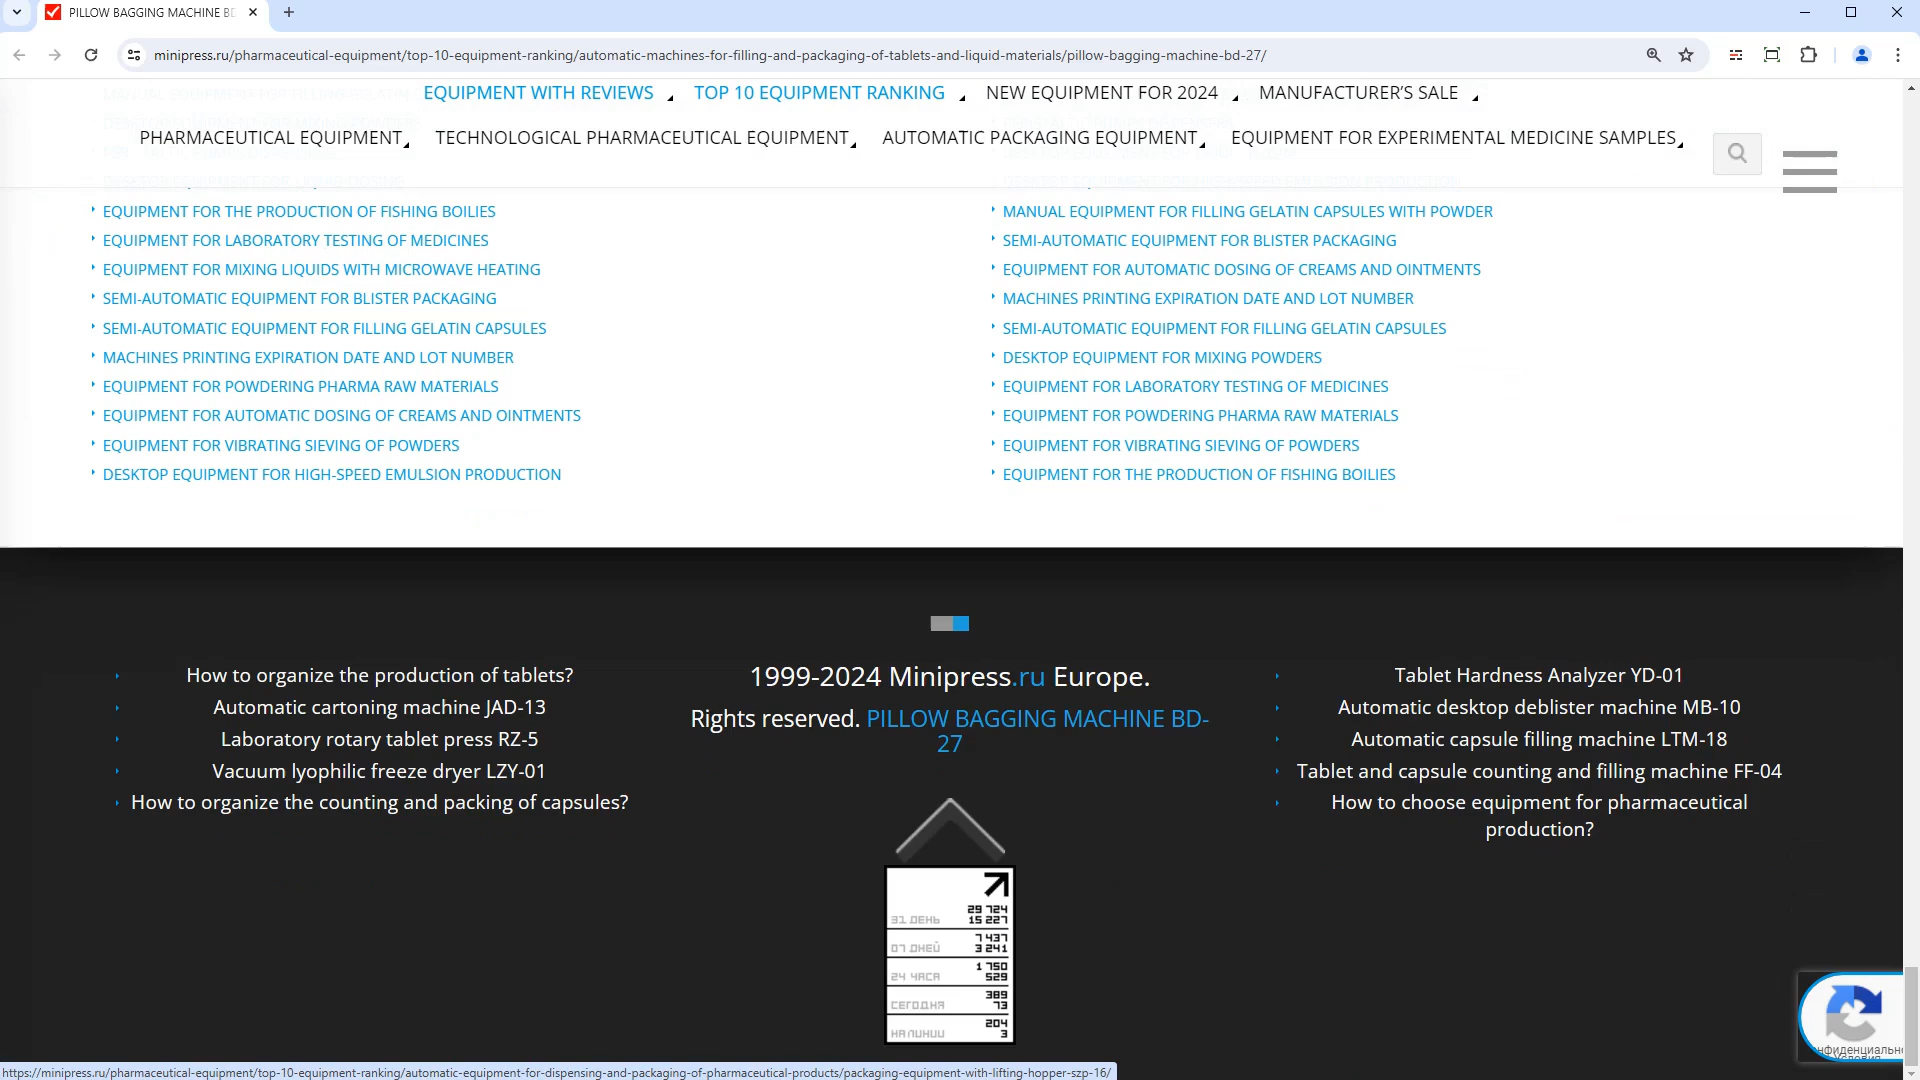 PILLOW BAGGING MACHINE BD
minipress.ru/pharmaceutical-equipment/top-10-equipment-ranking/automatic-machines-for-filling-and-packaging-of-tablets-and-liquid-materials/pillow-bagging-machine-bd-27/
EQUIPMENT WITH REVIEWS TOP 10 EQUIPMENT RANKING NEW EQUIPMENT FOR 2024 MANUFACTURER'S SALE
PHARMACEUTICAL EQUIPMENT TECHNOLOGICAL PHARMACEUTICAL EQUIPMENT AUTOMATIC PACKAGING EQUIPMENT EQUIPMENT FOR EXPERIMENTAL MEDICINE SAMPLES
EQUIPMENT FOR THE PRODUCTION OF FISHING BOILIES
EQUIPMENT FOR LABORATORY TESTING OF MEDICINES
EQUIPMENT FOR MIXING LIQUIDS WITH MICROWAVE HEATING
SEMI-AUTOMATIC EQUIPMENT FOR BLISTER PACKAGING
SEMI-AUTOMATIC EQUIPMENT FOR FILLING GELATIN CAPSULES
MACHINES PRINTING EXPIRATION DATE AND LOT NUMBER
EQUIPMENT FOR POWDERING PHARMA RAW MATERIALS
EQUIPMENT FOR AUTOMATIC DOSING OF CREAMS AND OINTMENTS
EQUIPMENT FOR VIBRATING SIEVING OF POWDERS
DESKTOP EQUIPMENT FOR HIGH-SPEED EMULSION PRODUCTION
MANUAL EQUIPMENT FOR FILLING GELATIN CAPSULES WITH POWDER
SEMI-AUTOMATIC EQUIPMENT FOR BLISTER PACKAGING
EQUIPMENT FOR AUTOMATIC DOSING OF CREAMS AND OINTMENTS
MACHINES PRINTING EXPIRATION DATE AND LOT NUMBER
SEMI-AUTOMATIC EQUIPMENT FOR FILLING GELATIN CAPSULES
DESKTOP EQUIPMENT FOR MIXING POWDERS
EQUIPMENT FOR LABORATORY TESTING OF MEDICINES
EQUIPMENT FOR POWDERING PHARMA RAW MATERIALS
EQUIPMENT FOR VIBRATING SIEVING OF POWDERS
EQUIPMENT FOR THE PRODUCTION OF FISHING BOILIES
How to organize the production of tablets?
Automatic cartoning machine JAD-13
Laboratory rotary tablet press RZ-5
Vacuum lyophilic freeze dryer LZY-01
How to organize the counting and packing of capsules?
1999-2024 Minipress.ru Europe.
Rights reserved. PILLOW BAGGING MACHINE BD-
27
31 ДЕНЬ 29 724
15 227
07 ДНЕЙ 7 437
3 241
24 ЧАСА 1 750
529
СЕГОДНЯ 389
73
НА ЛИНИИ 204
3
Tablet Hardness Analyzer YD-01
Automatic desktop deblister machine MB-10
Automatic capsule filling machine LTM-18
Tablet and capsule counting and filling machine FF-04
How to choose equipment for pharmaceutical
production?
https://minipress.ru/pharmaceutical-equipment/top-10-equipment-ranking/automatic-equipment-for-dispensing-and-packaging-of-pharmaceutical-products/packaging-equipment-with-lifting-hopper-szp-16/